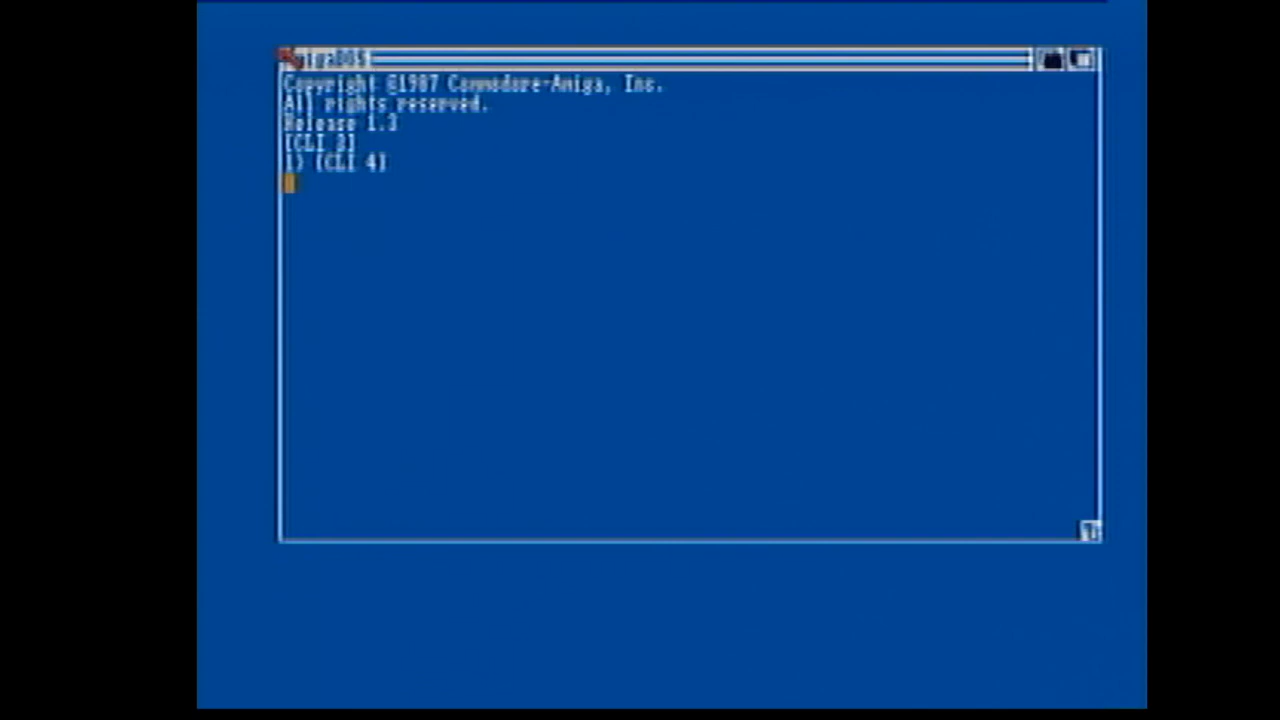 AmigaDOS
Copyright ©1987 Commodore-Amiga, Inc.
All rights reserved.
Release 1.3
[CLI 3]
1) [CLI 4]